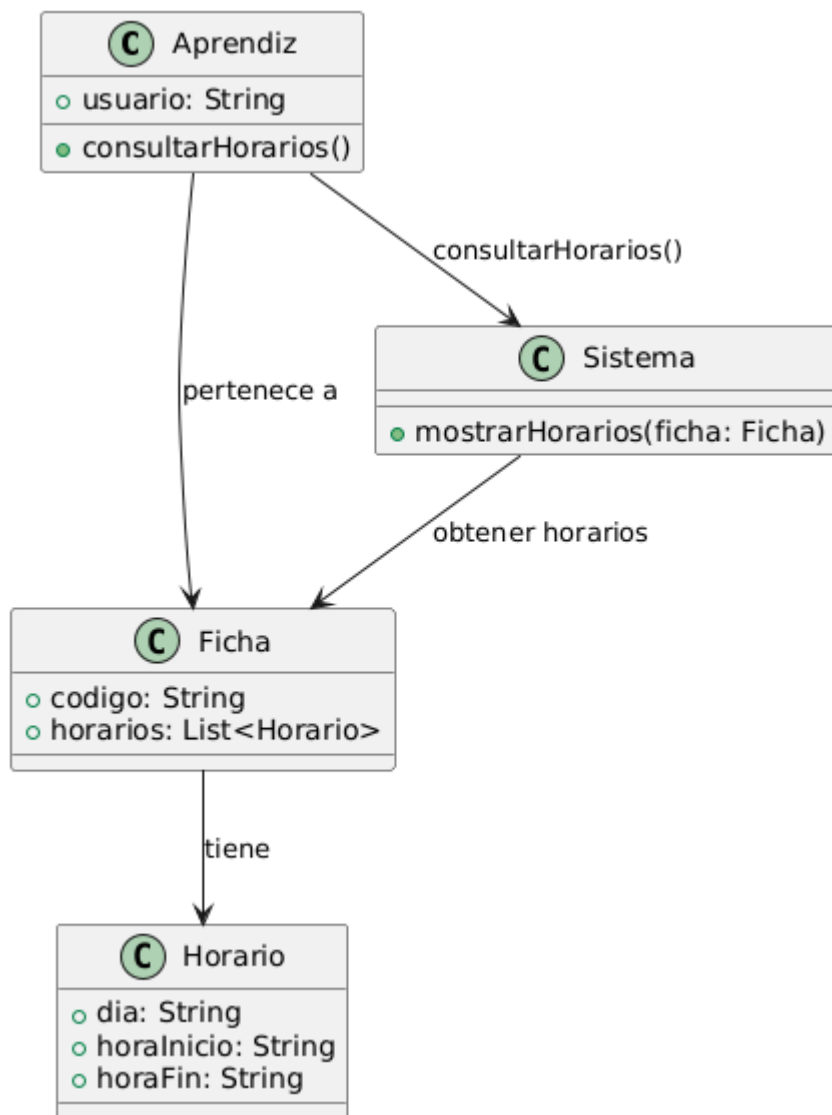 C Aprendiz
usuario: String
consultarHorarios()
consultarHorarios()
C Sistema
pertenece a
mostrarHorarios(ficha: Ficha)
obtener horarios
C Ficha
codigo: String
horarios: List<Horario>
tiene
C Horario
dia: String
horaInicio: String
horaFin: String